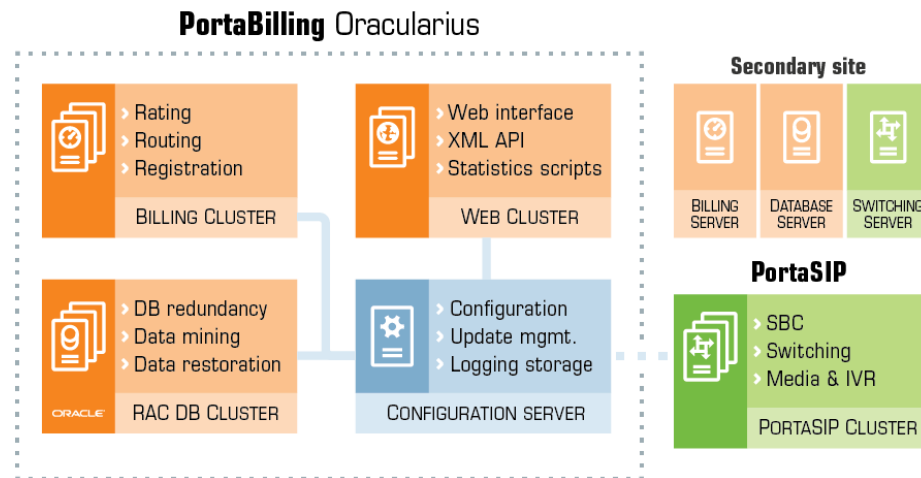 PortaBilling Oracularius
Rating
Routing
Registration
BILLING CLUSTER
Web interface
XML API
Statistics scripts
WEB CLUSTER
DB redundancy
Data mining
Data restoration
ORACLE
RAC DB CLUSTER
Configuration
Update mgmt.
Logging storage
CONFIGURATION SERVER
Secondary site
BILLING
SERVER
DATABASE
SERVER
SWITCHING
SERVER
PortaSIP
SBC
Switching
Media & IVR
PORTASIP CLUSTER